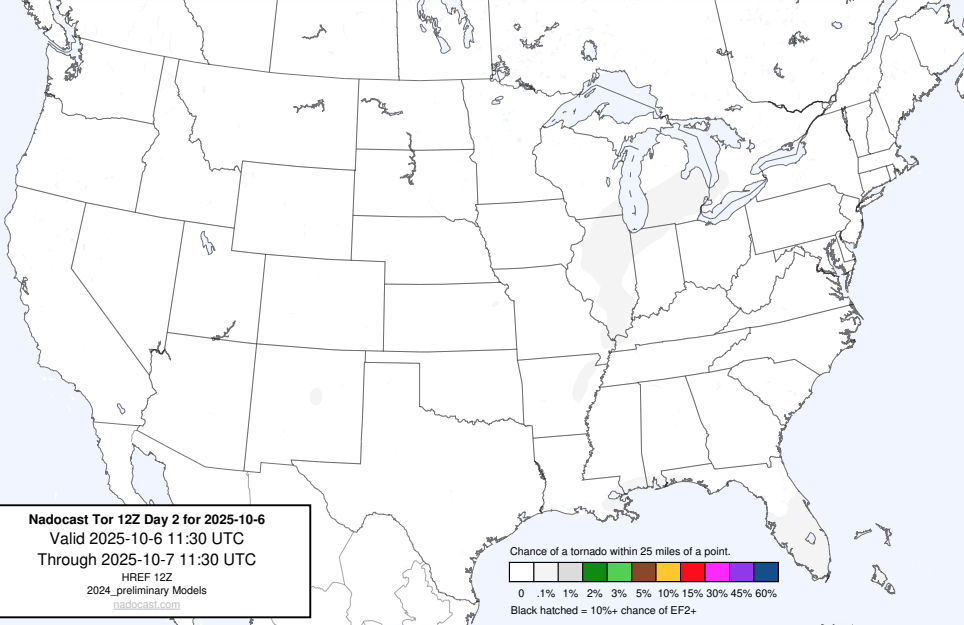 Nadocast Tor 12Z Day 2 for 2025-10-6
Valid 2025-10-6 11:30 UTC
Through 2025-10-7 11:30 UTC
HREF 12Z
2024_preliminary Models
nadocast.com
Chance of a tornado within 25 miles of a point.
0 .1% 1% 2% 3% 5% 10% 15% 30% 45% 60%
Black hatched = 10%+ chance of EF2+